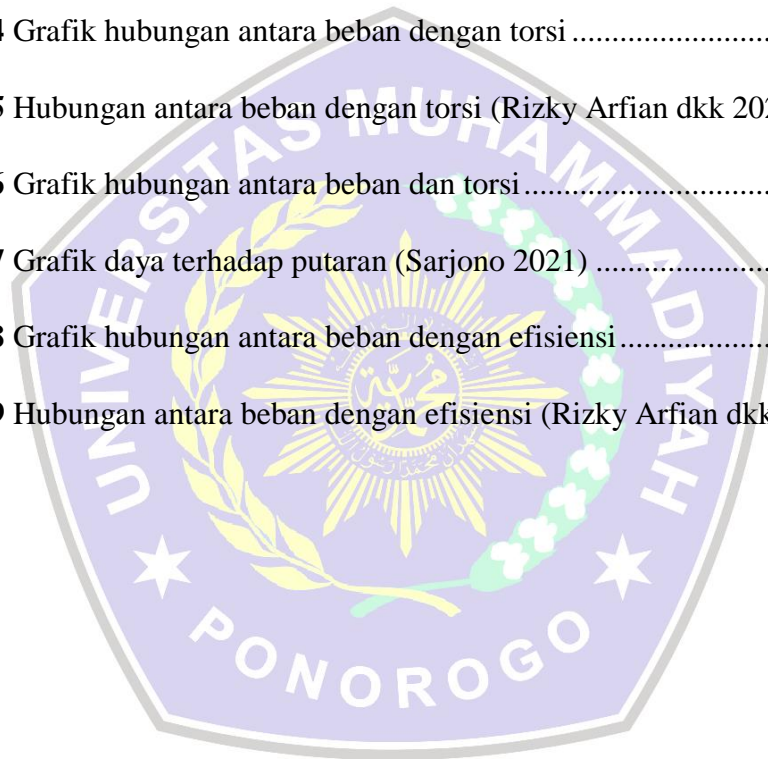 4 Grafik hubungan antara beban dengan torsi ........................
5 Hubungan antara beban dengan torsi (Rizky Arfian dkk 202
6 Grafik hubungan antara beban dan torsi ..............................
7 Grafik daya terhadap putaran (Sarjono 2021) .....................
8 Grafik hubungan antara beban dengan efisiensi ..................
9 Hubungan antara beban dengan efisiensi (Rizky Arfian dkk
UNIVERSITAS MUHAMMADIYAH
PONOROGO